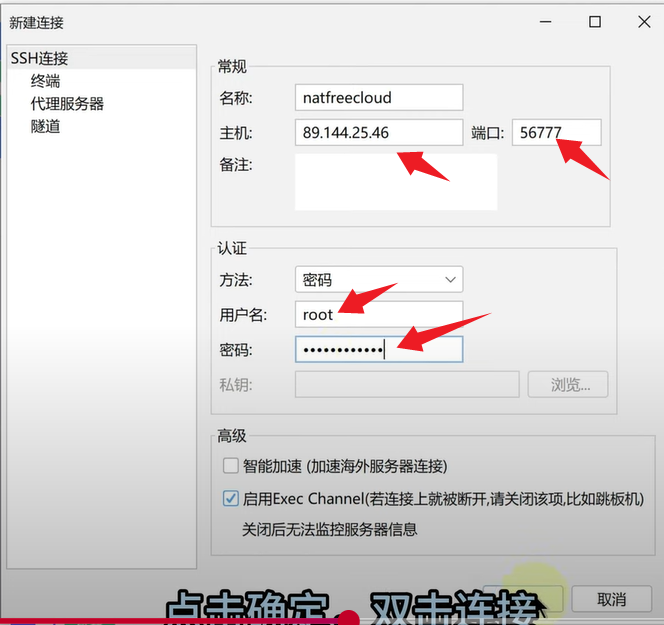 新建连接
SSH连接
终端
代理服务器
隧道
常规
名称: natfreecloud
主机: 89.144.25.46 端口: 56777
备注:
认证
方法: 密码
用户名: root
密码: ••••••••••••
私钥: 浏览...
高级
智能加速 (加速海外服务器连接)
启用Exec Channel(若连接上就被断开,请关闭该项,比如跳板机)
关闭后无法监控服务器信息
取消
点击确定 双击连接